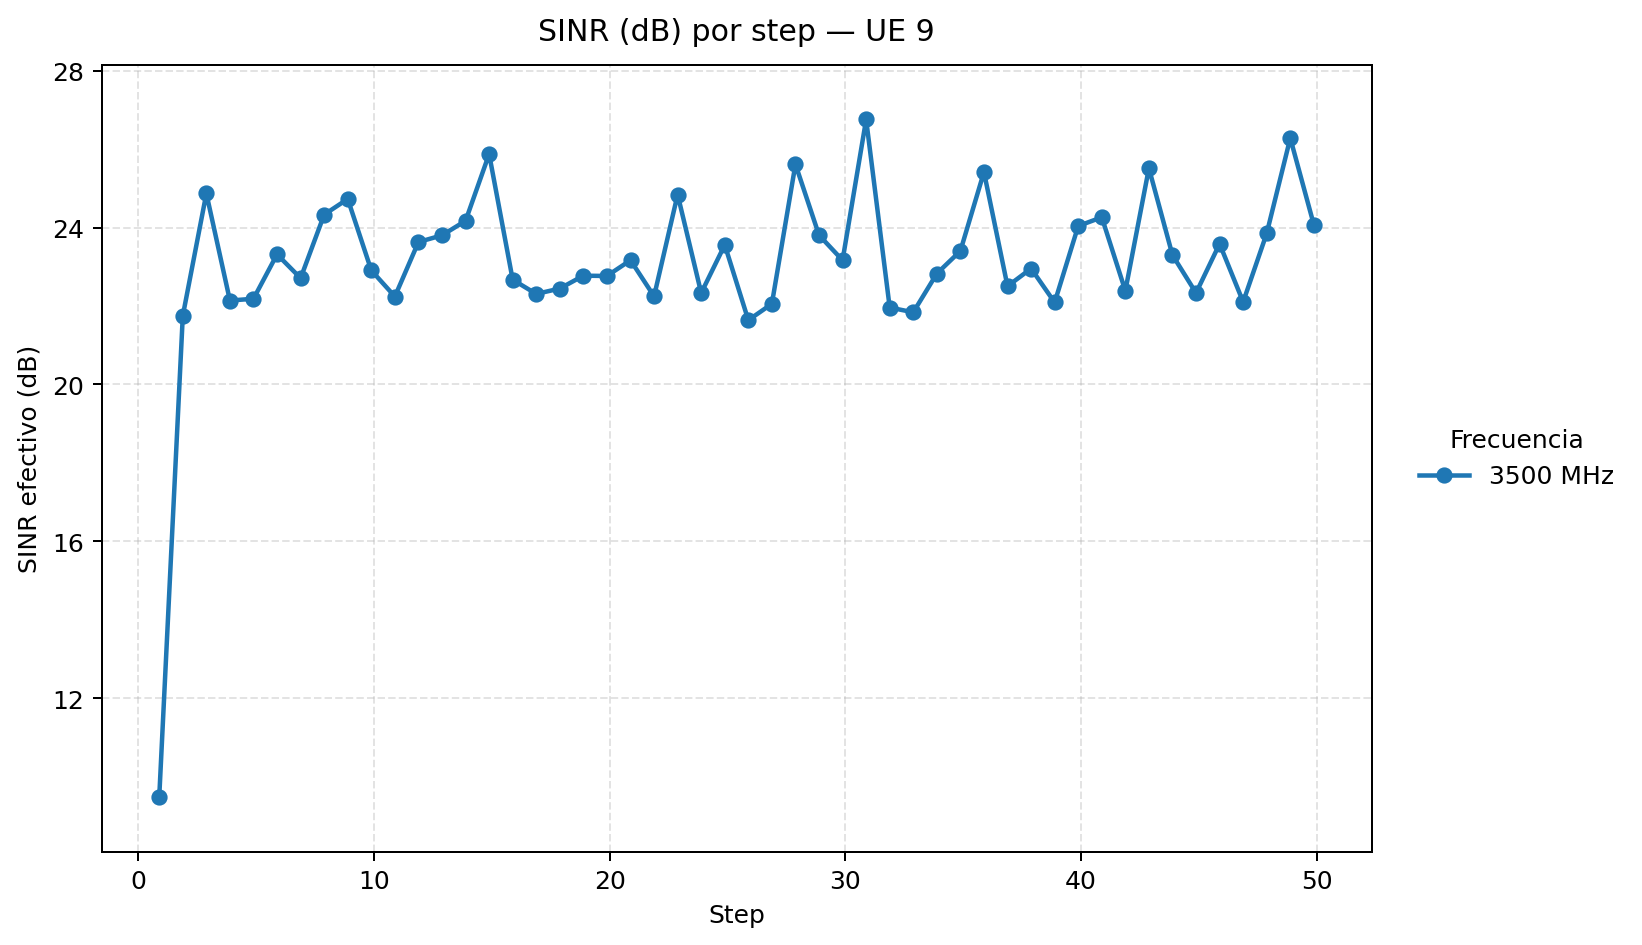 SINR (dB) por step — UE 9
28
24
20
16
12
SINR efectivo (dB)
0 10 20 30 40 50
Step
Frecuencia
3500 MHz